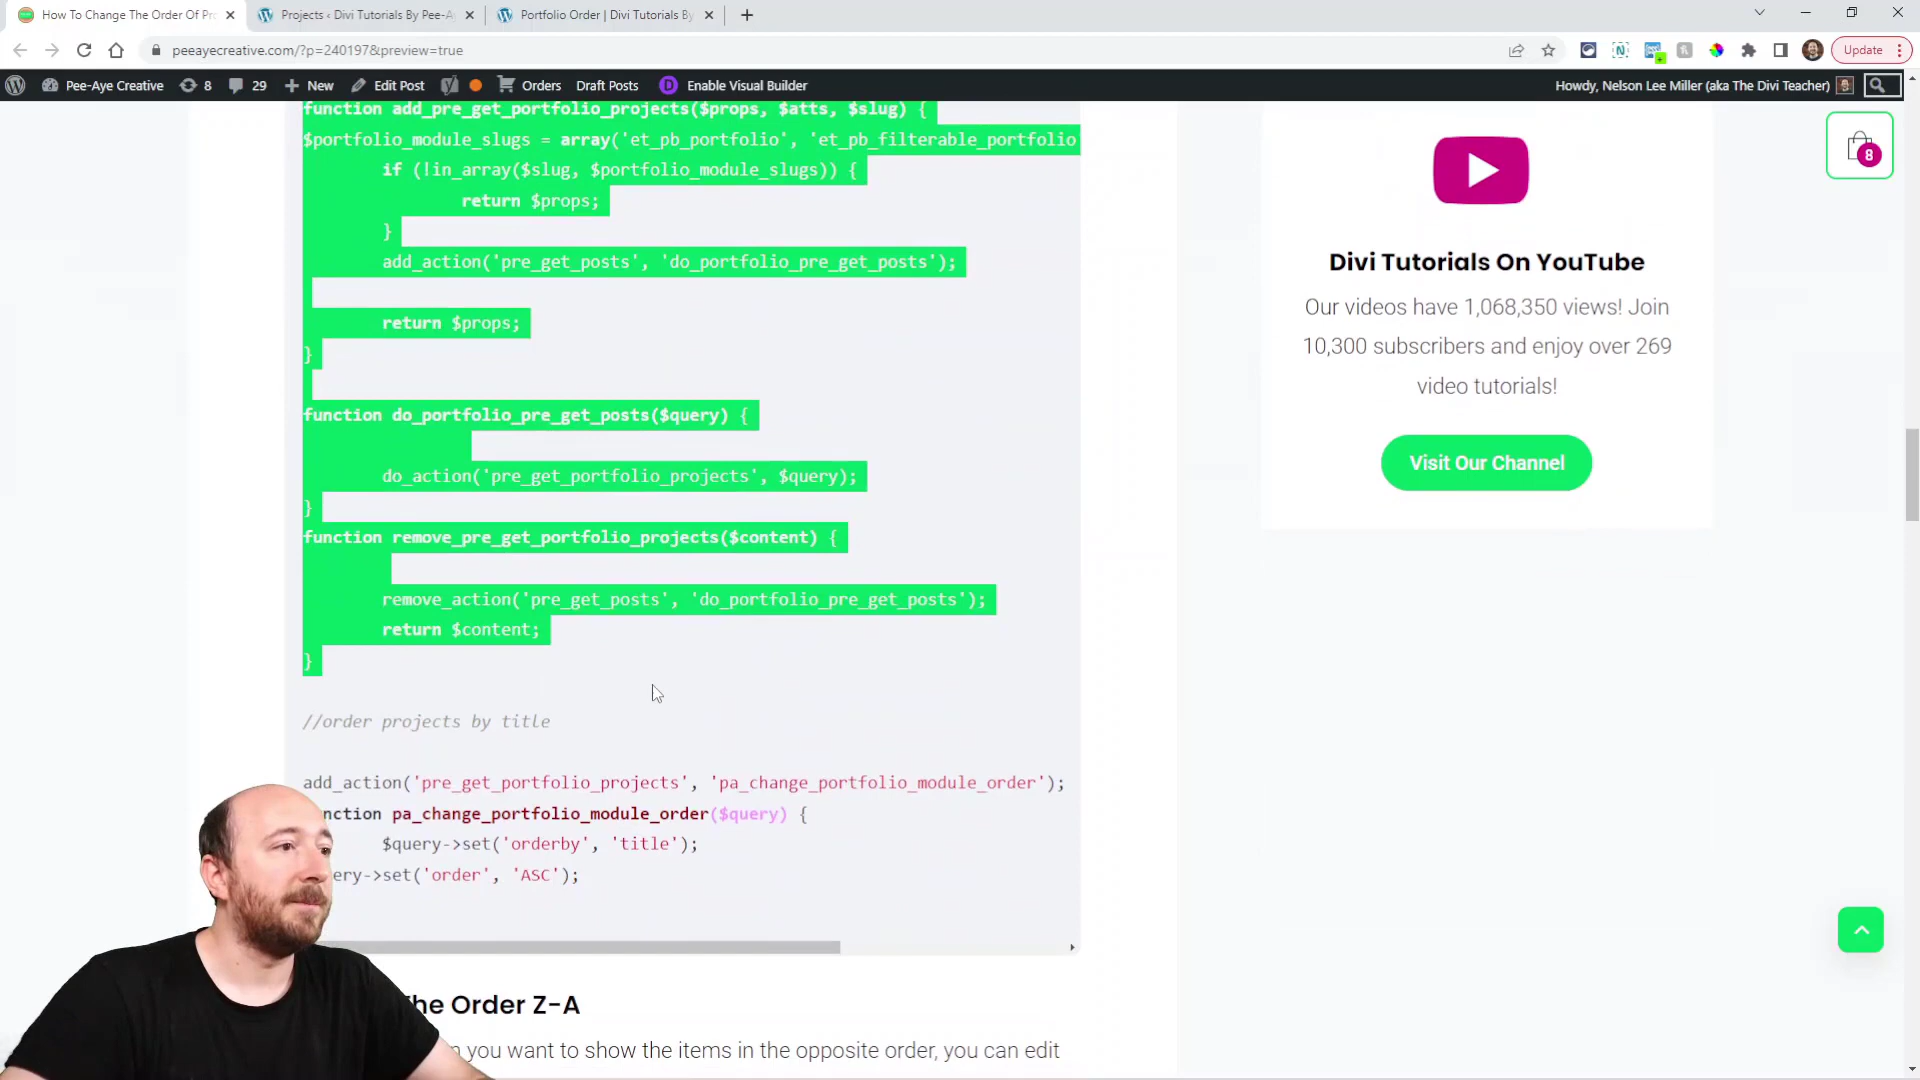 How To Change The Order Of Pro
Projects ‹ Divi Tutorials By Pee-A
Portfolio Order | Divi Tutorials By
peeayecreative.com/?p=240197&preview=true
Update
Pee-Aye Creative
8
29
New
Edit Post
Orders
Draft Posts
Enable Visual Builder
Howdy, Nelson Lee Miller (aka The Divi Teacher)
function add_pre_get_portfolio_projects($props, $atts, $slug) {
$portfolio_module_slugs = array('et_pb_portfolio', 'et_pb_filterable_portfolio
if (!in_array($slug, $portfolio_module_slugs)) {
return $props;
}
add_action('pre_get_posts', 'do_portfolio_pre_get_posts');
return $props;
}
function do_portfolio_pre_get_posts($query) {
do_action('pre_get_portfolio_projects', $query);
}
function remove_pre_get_portfolio_projects($content) {
remove_action('pre_get_posts', 'do_portfolio_pre_get_posts');
return $content;
}
//order projects by title
add_action('pre_get_portfolio_projects', 'pa_change_portfolio_module_order');
nction pa_change_portfolio_module_order($query) {
$query->set('orderby', 'title');
ery->set('order', 'ASC');
he Order Z-A
n you want to show the items in the opposite order, you can edit
8
Divi Tutorials On YouTube
Our videos have 1,068,350 views! Join
10,300 subscribers and enjoy over 269
video tutorials!
Visit Our Channel